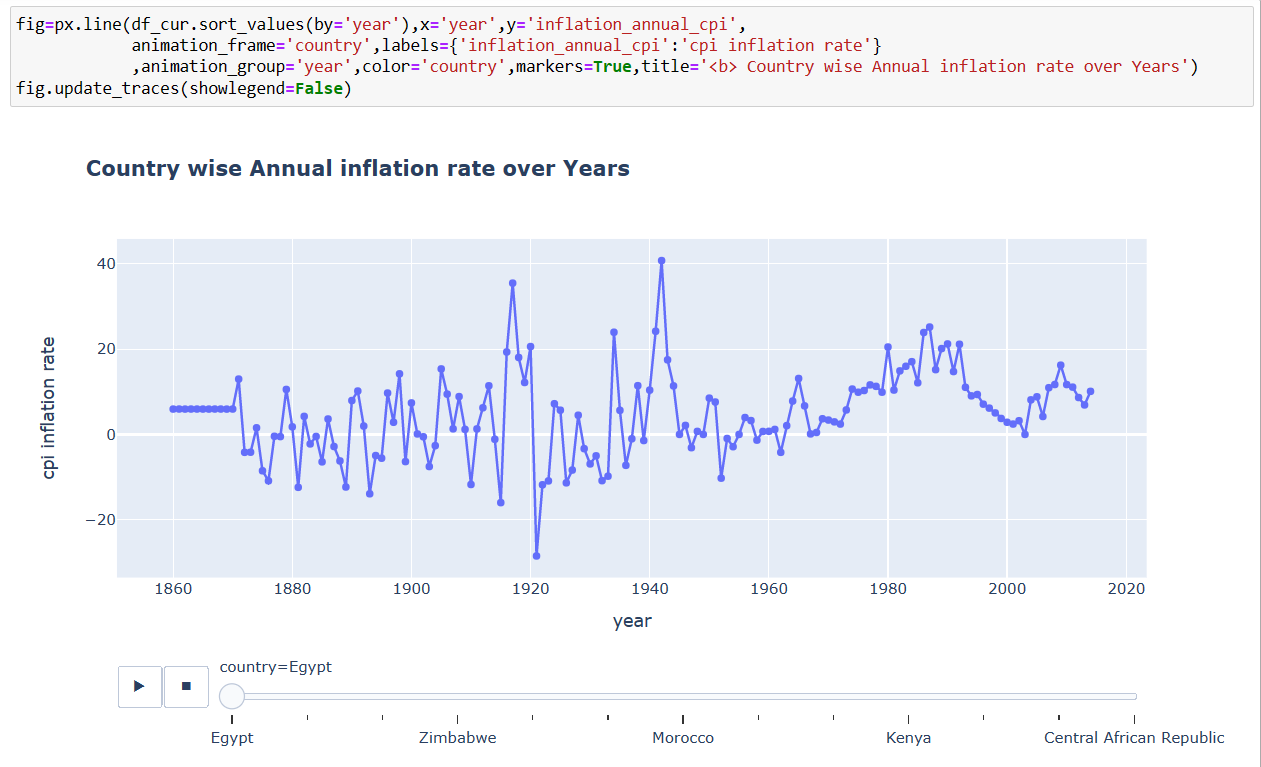 fig=px.line(df_cur.sort_values(by='year'),x='year',y='inflation_annual_cpi',
animation_frame='country',labels={'inflation_annual_cpi':'cpi inflation rate'}
,animation_group='year',color='country',markers=True,title='<b> Country wise Annual inflation rate over Years')
fig.update_traces(showlegend=False)
Country wise Annual inflation rate over Years
40
20
0
−20
cpi inflation rate
1860 1880 1900 1920 1940 1960 1980 2000 2020
year
country=Egypt
Egypt Zimbabwe Morocco Kenya Central African Republic